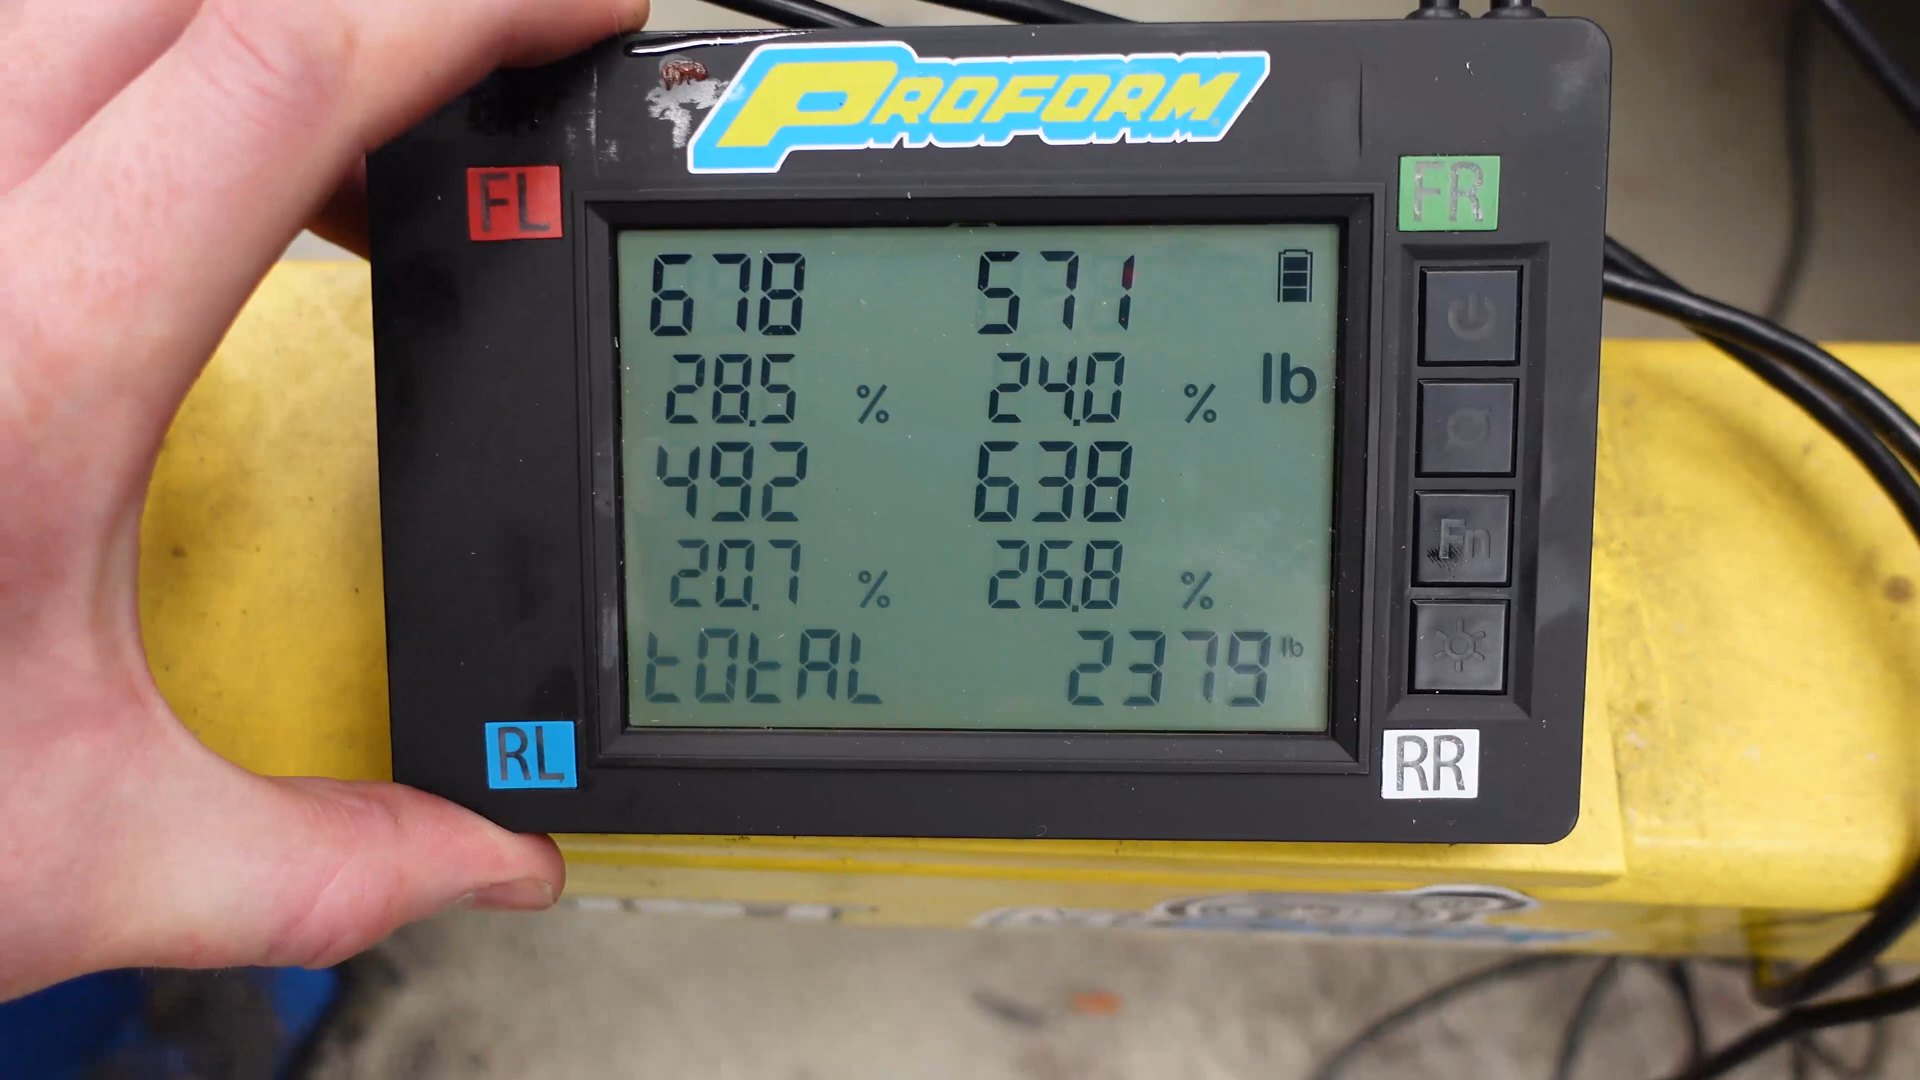 PROFORM
FL
FR
678 571
28.5 % 24.0 % lb
492 638
20.7 % 26.8 %
tOtAL 2379 lb
Fn
RL
RR